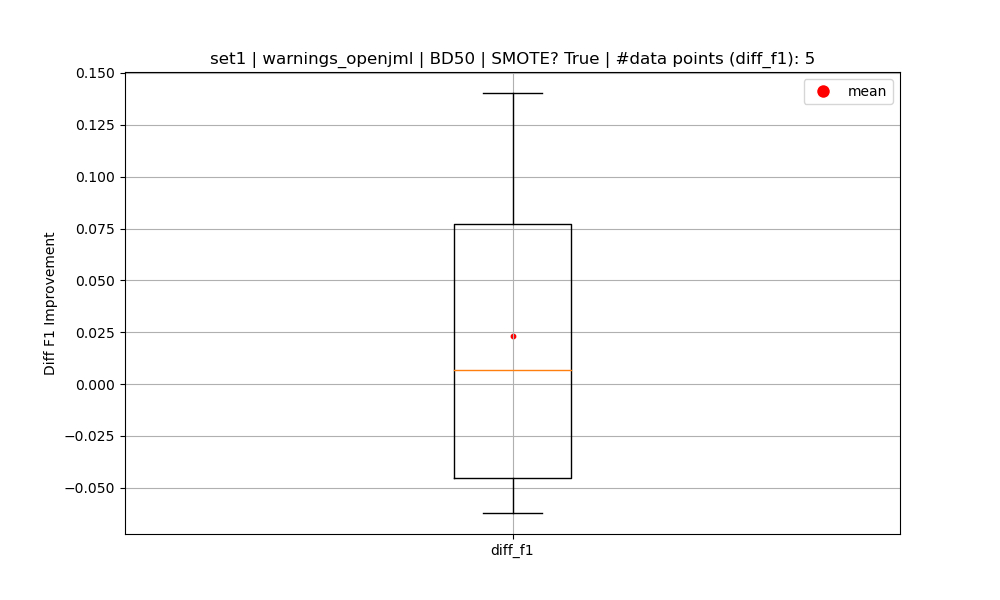 set1 | warnings_openjml | BD50 | SMOTE? True | #data points (diff_f1): 5
mean
Diff F1 Improvement
0.150
0.125
0.100
0.075
0.050
0.025
0.000
−0.025
−0.050
diff_f1